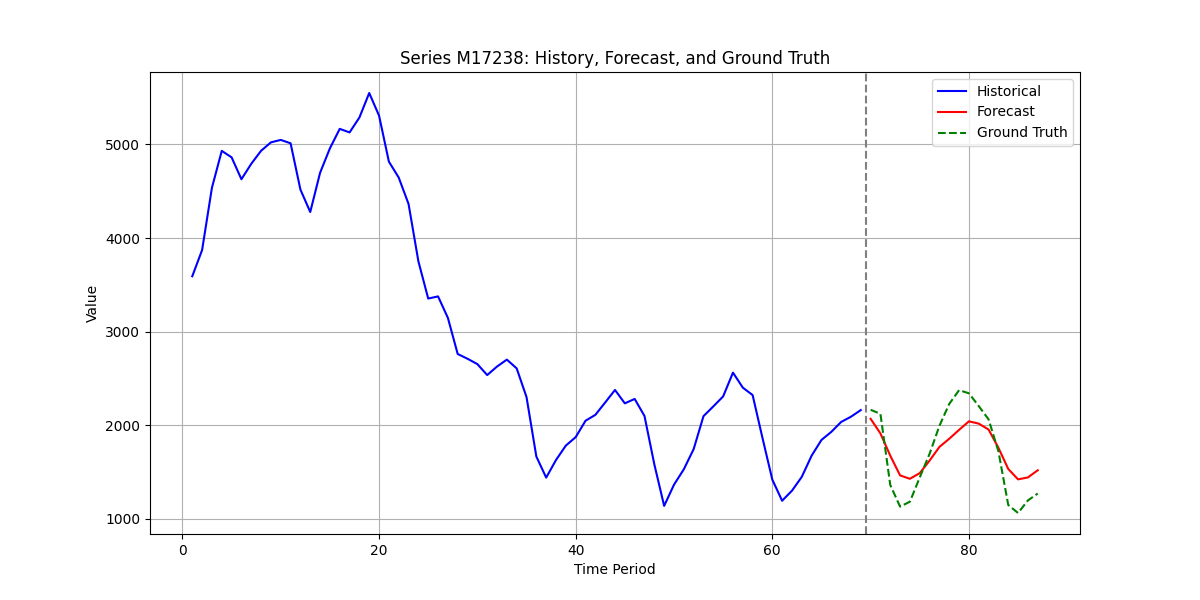 Series M17238: History, Forecast, and Ground Truth
Historical
Forecast
Ground Truth
5000
4000
3000
2000
1000
Value
0
20
40
60
80
Time Period